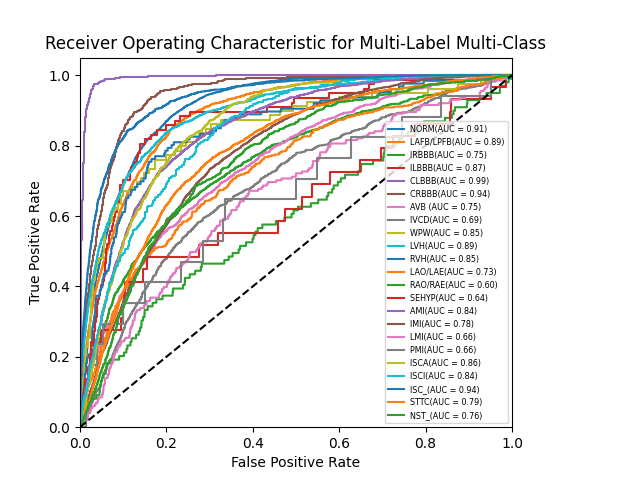 Receiver Operating Characteristic for Multi-Label Multi-Class
True Positive Rate
1.0
0.8
0.6
0.4
0.2
0.0
NORM(AUC = 0.91)
LAFB/LPFB(AUC = 0.89)
IRBBB(AUC = 0.75)
ILBBB(AUC = 0.87)
CLBBB(AUC = 0.99)
CRBBB(AUC = 0.94)
AVB (AUC = 0.75)
IVCD(AUC = 0.69)
WPW(AUC = 0.85)
LVH(AUC = 0.89)
RVH(AUC = 0.85)
LAO/LAE(AUC = 0.73)
RAO/RAE(AUC = 0.60)
SEHYP(AUC = 0.64)
AMI(AUC = 0.84)
IMI(AUC = 0.78)
LMI(AUC = 0.66)
PMI(AUC = 0.66)
ISCA(AUC = 0.86)
ISCI(AUC = 0.84)
ISC_(AUC = 0.94)
STTC(AUC = 0.79)
NST_(AUC = 0.76)
0.0 0.2 0.4 0.6 0.8 1.0
False Positive Rate